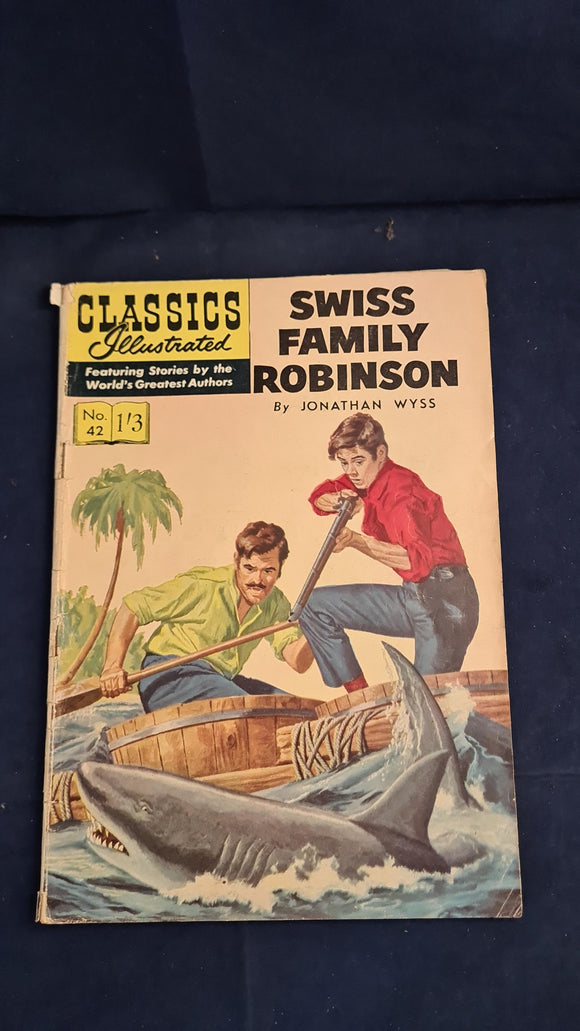 CLASSICS
Illustrated
Featuring Stories by the
World's Greatest Authors
No.
42
1'3
SWISS
FAMILY
ROBINSON
By JONATHAN WYSS